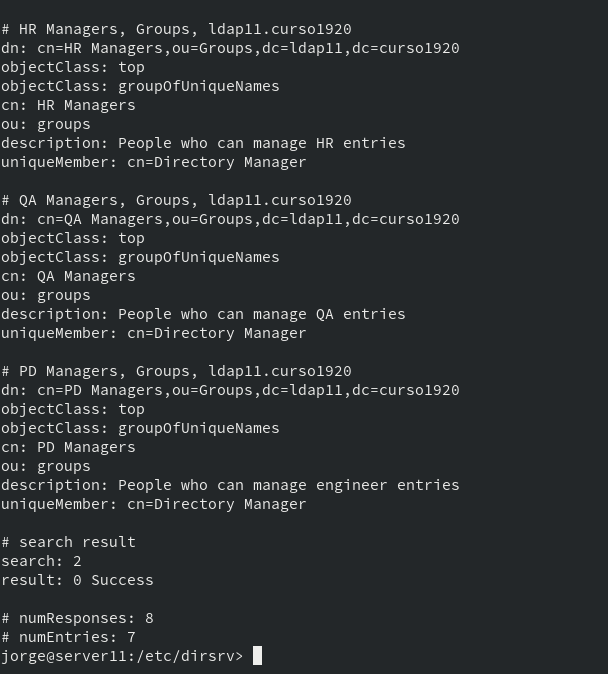 # HR Managers, Groups, ldap11.curso1920
dn: cn=HR Managers,ou=Groups,dc=ldap11,dc=curso1920
objectClass: top
objectClass: groupOfUniqueNames
cn: HR Managers
ou: groups
description: People who can manage HR entries
uniqueMember: cn=Directory Manager

# QA Managers, Groups, ldap11.curso1920
dn: cn=QA Managers,ou=Groups,dc=ldap11,dc=curso1920
objectClass: top
objectClass: groupOfUniqueNames
cn: QA Managers
ou: groups
description: People who can manage QA entries
uniqueMember: cn=Directory Manager

# PD Managers, Groups, ldap11.curso1920
dn: cn=PD Managers,ou=Groups,dc=ldap11,dc=curso1920
objectClass: top
objectClass: groupOfUniqueNames
cn: PD Managers
ou: groups
description: People who can manage engineer entries
uniqueMember: cn=Directory Manager

# search result
search: 2
result: 0 Success

# numResponses: 8
# numEntries: 7
jorge@server11:/etc/dirsrv>